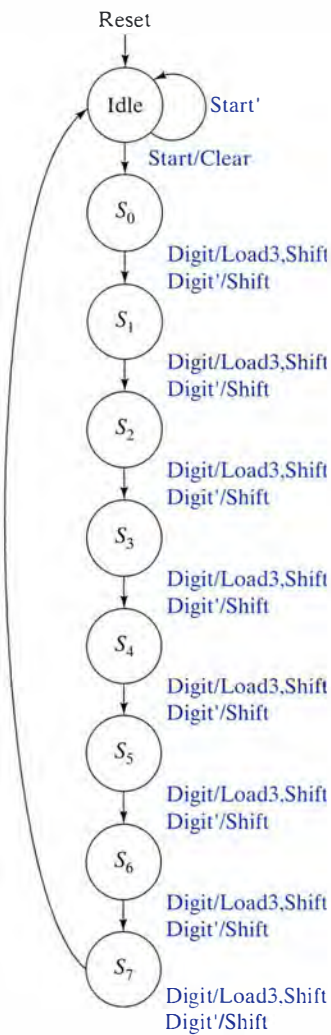 Reset
Idle
Start'
Start/Clear
S₀
Digit/Load3,Shift
Digit'/Shift
S₁
Digit/Load3,Shift
Digit'/Shift
S₂
Digit/Load3,Shift
Digit'/Shift
S₃
Digit/Load3,Shift
Digit'/Shift
S₄
Digit/Load3,Shift
Digit'/Shift
S₅
Digit/Load3,Shift
Digit'/Shift
S₆
Digit/Load3,Shift
Digit'/Shift
S₇
Digit/Load3,Shift
Digit'/Shift